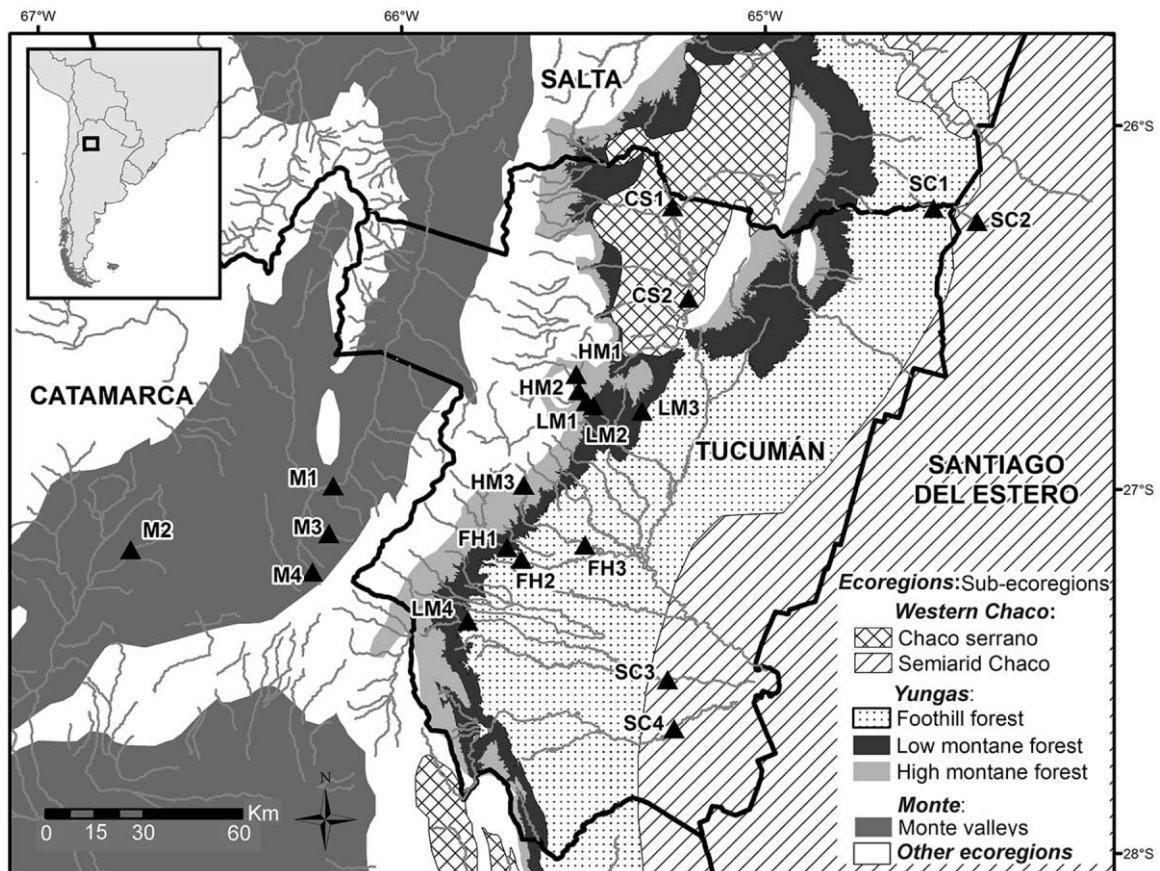 67°W 66°W 65°W
SALTA
26°S
CS1
SC1
SC2
CS2
HM1
CATAMARCA
HM2
LM1
LM2
LM3
TUCUMÁN
SANTIAGO
DEL ESTERO
M1
HM3
27°S
M2
M3
FH1
FH2
FH3
M4
LM4
SC3
SC4
Ecoregions: Sub-ecoregions
Western Chaco:
Chaco serrano
Semiarid Chaco
Yungas:
Foothill forest
Low montane forest
High montane forest
Monte:
Monte valleys
Other ecoregions
N
Km
0 15 30 60
28°S